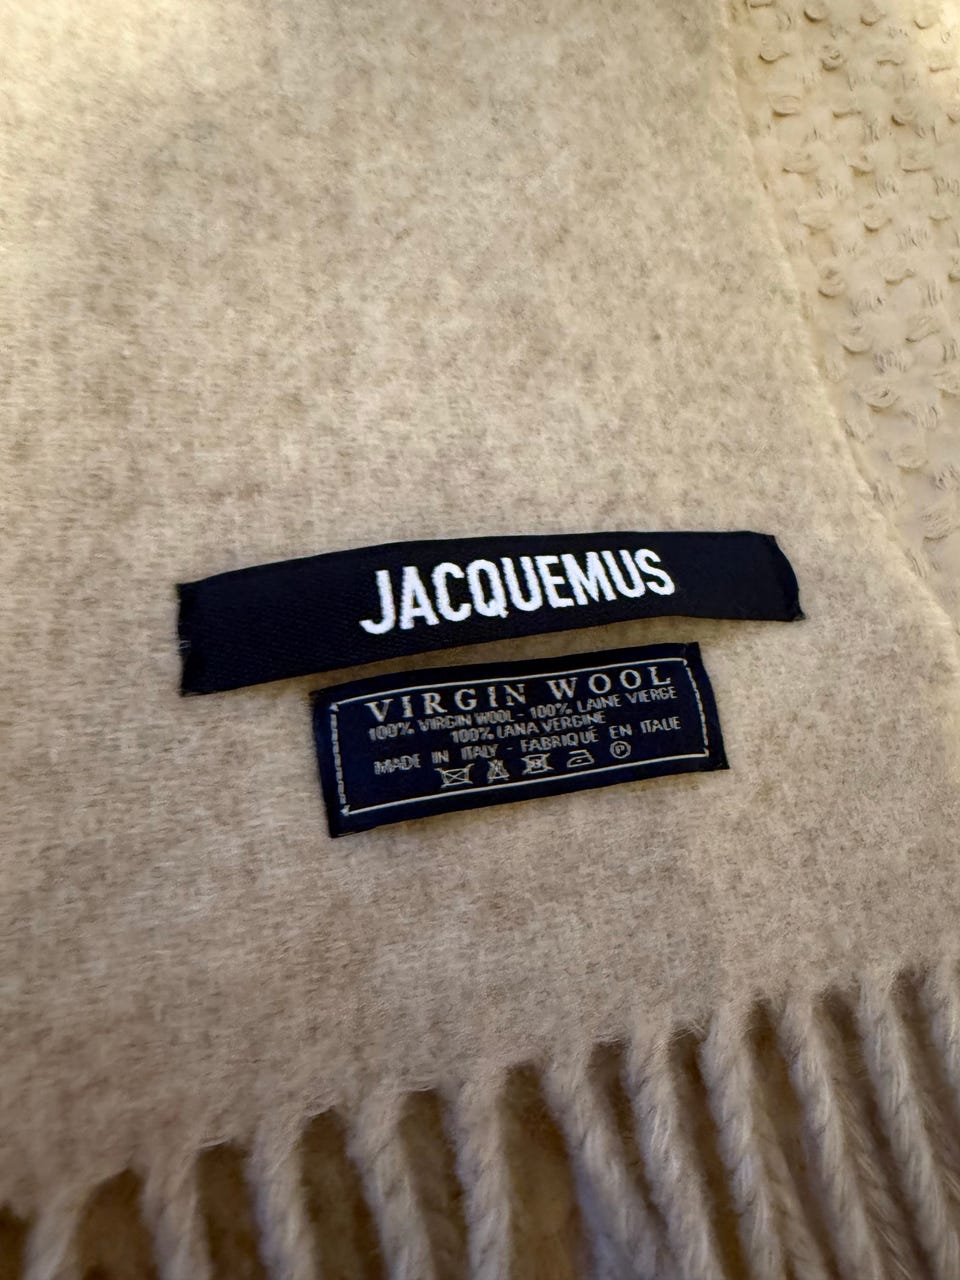 JACQUEMUS
VIRGIN WOOL
100% VIRGIN WOOL - 100% LAINE VIERGE
100% LANA VERGINE
MADE IN ITALY - FABRIQUÉ EN ITALIE
P